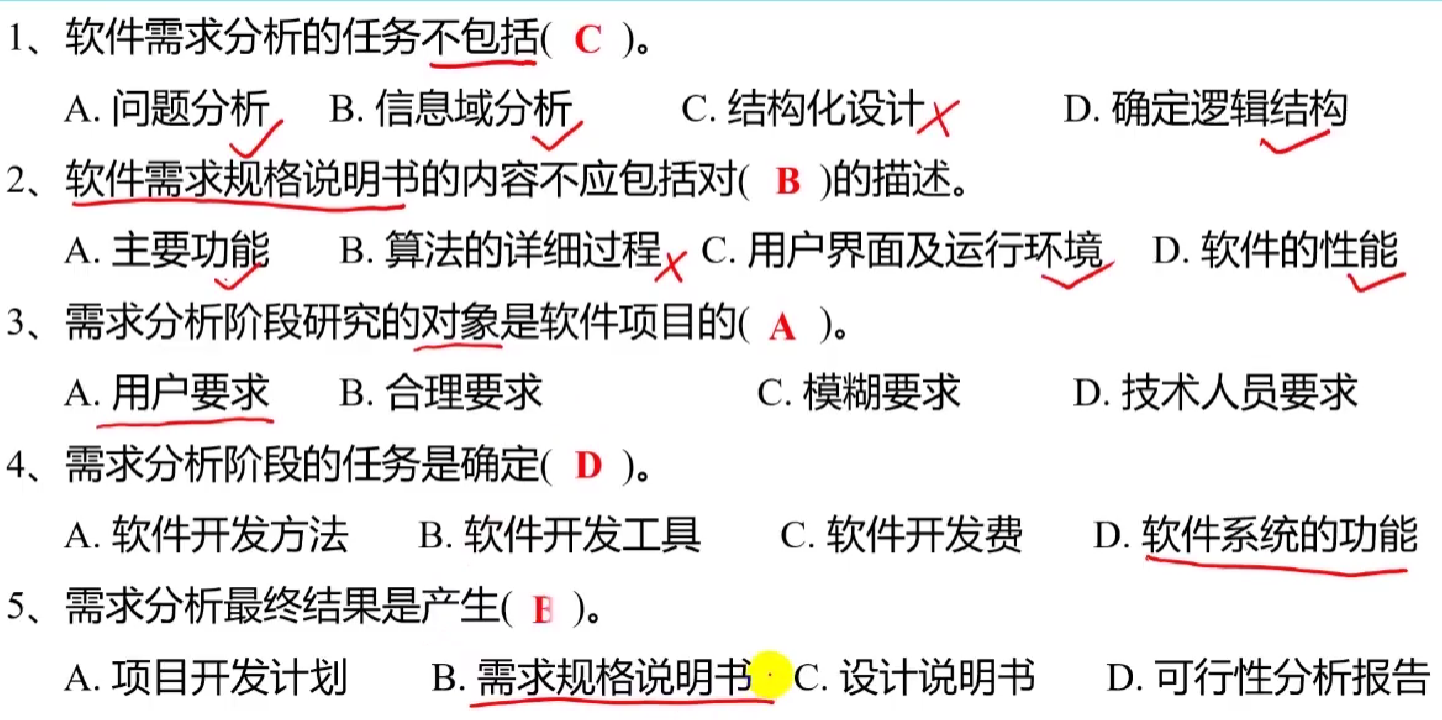 1、软件需求分析的任务不包括( C )。
A. 问题分析 B. 信息域分析 C. 结构化设计 D. 确定逻辑结构
2、软件需求规格说明书的内容不应包括对( B )的描述。
A. 主要功能 B. 算法的详细过程 C. 用户界面及运行环境 D. 软件的性能
3、需求分析阶段研究的对象是软件项目的( A )。
A. 用户要求 B. 合理要求 C. 模糊要求 D. 技术人员要求
4、需求分析阶段的任务是确定( D )。
A. 软件开发方法 B. 软件开发工具 C. 软件开发费 D. 软件系统的功能
5、需求分析最终结果是产生( B )。
A. 项目开发计划 B. 需求规格说明书 C. 设计说明书 D. 可行性分析报告